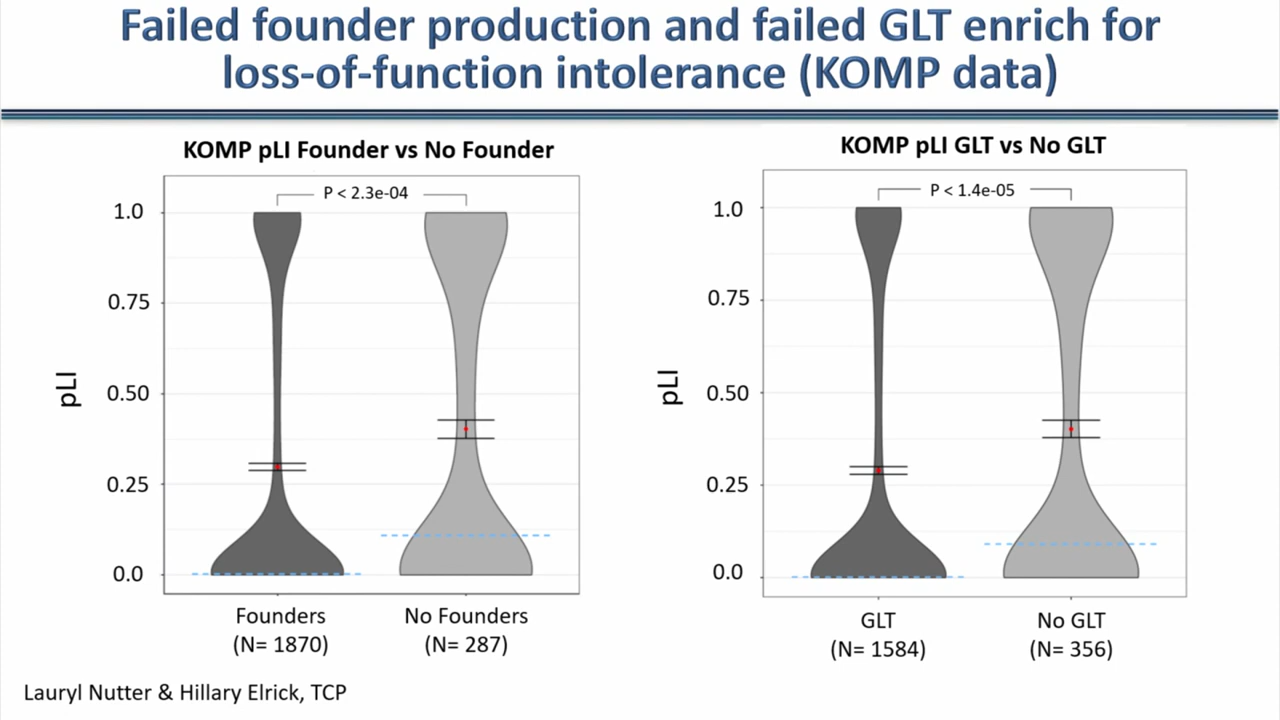 Failed founder production and failed GLT enrich for
loss-of-function intolerance (KOMP data)
KOMP pLI Founder vs No Founder
P < 2.3e-04
1.0
0.75
0.50
0.25
0.0
pLI
Founders
(N= 1870)
No Founders
(N= 287)
KOMP pLI GLT vs No GLT
P < 1.4e-05
1.0
0.75
0.50
0.25
0.0
pLI
GLT
(N= 1584)
No GLT
(N= 356)
Lauryl Nutter & Hillary Elrick, TCP